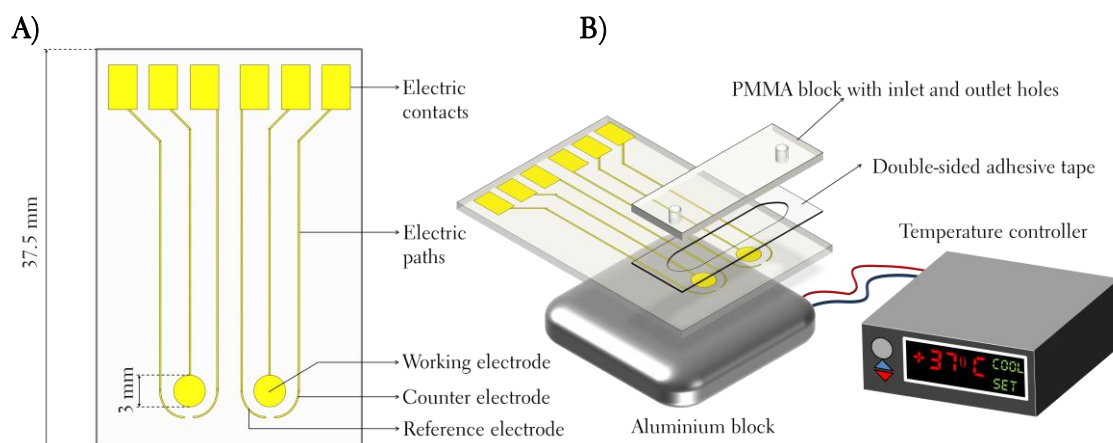 A)
B)
37.5 mm
3 mm
Electric
contacts
Electric
paths
Working electrode
Counter electrode
Reference electrode
PMMA block with inlet and outlet holes
Double-sided adhesive tape
Temperature controller
Aluminium block
+37°C
COOL
SET